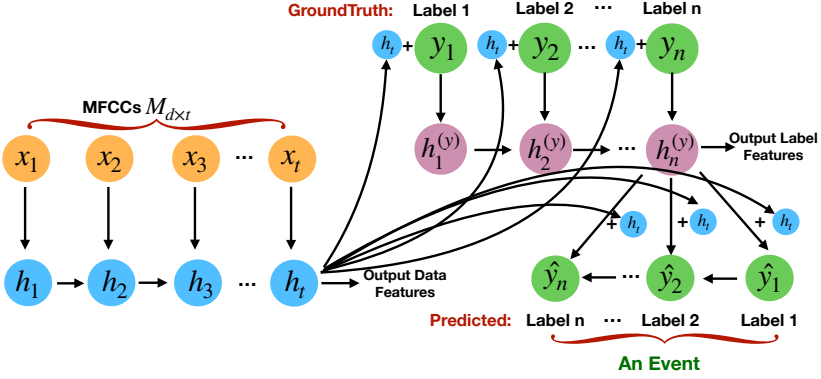 GroundTruth: Label 1 Label 2 ... Label n
h_t + y_1 h_t + y_2 ... h_t + y_n
MFCCs M_{d×t}
x_1 x_2 x_3 ... x_t
h_1^{(y)} h_2^{(y)} ... h_n^{(y)}
Output Label
Features
+ h_t + h_t + h_t
h_1 h_2 h_3 ... h_t
Output Data
Features
ŷ_n ... ŷ_2 ŷ_1
Predicted: Label n ... Label 2 Label 1
An Event